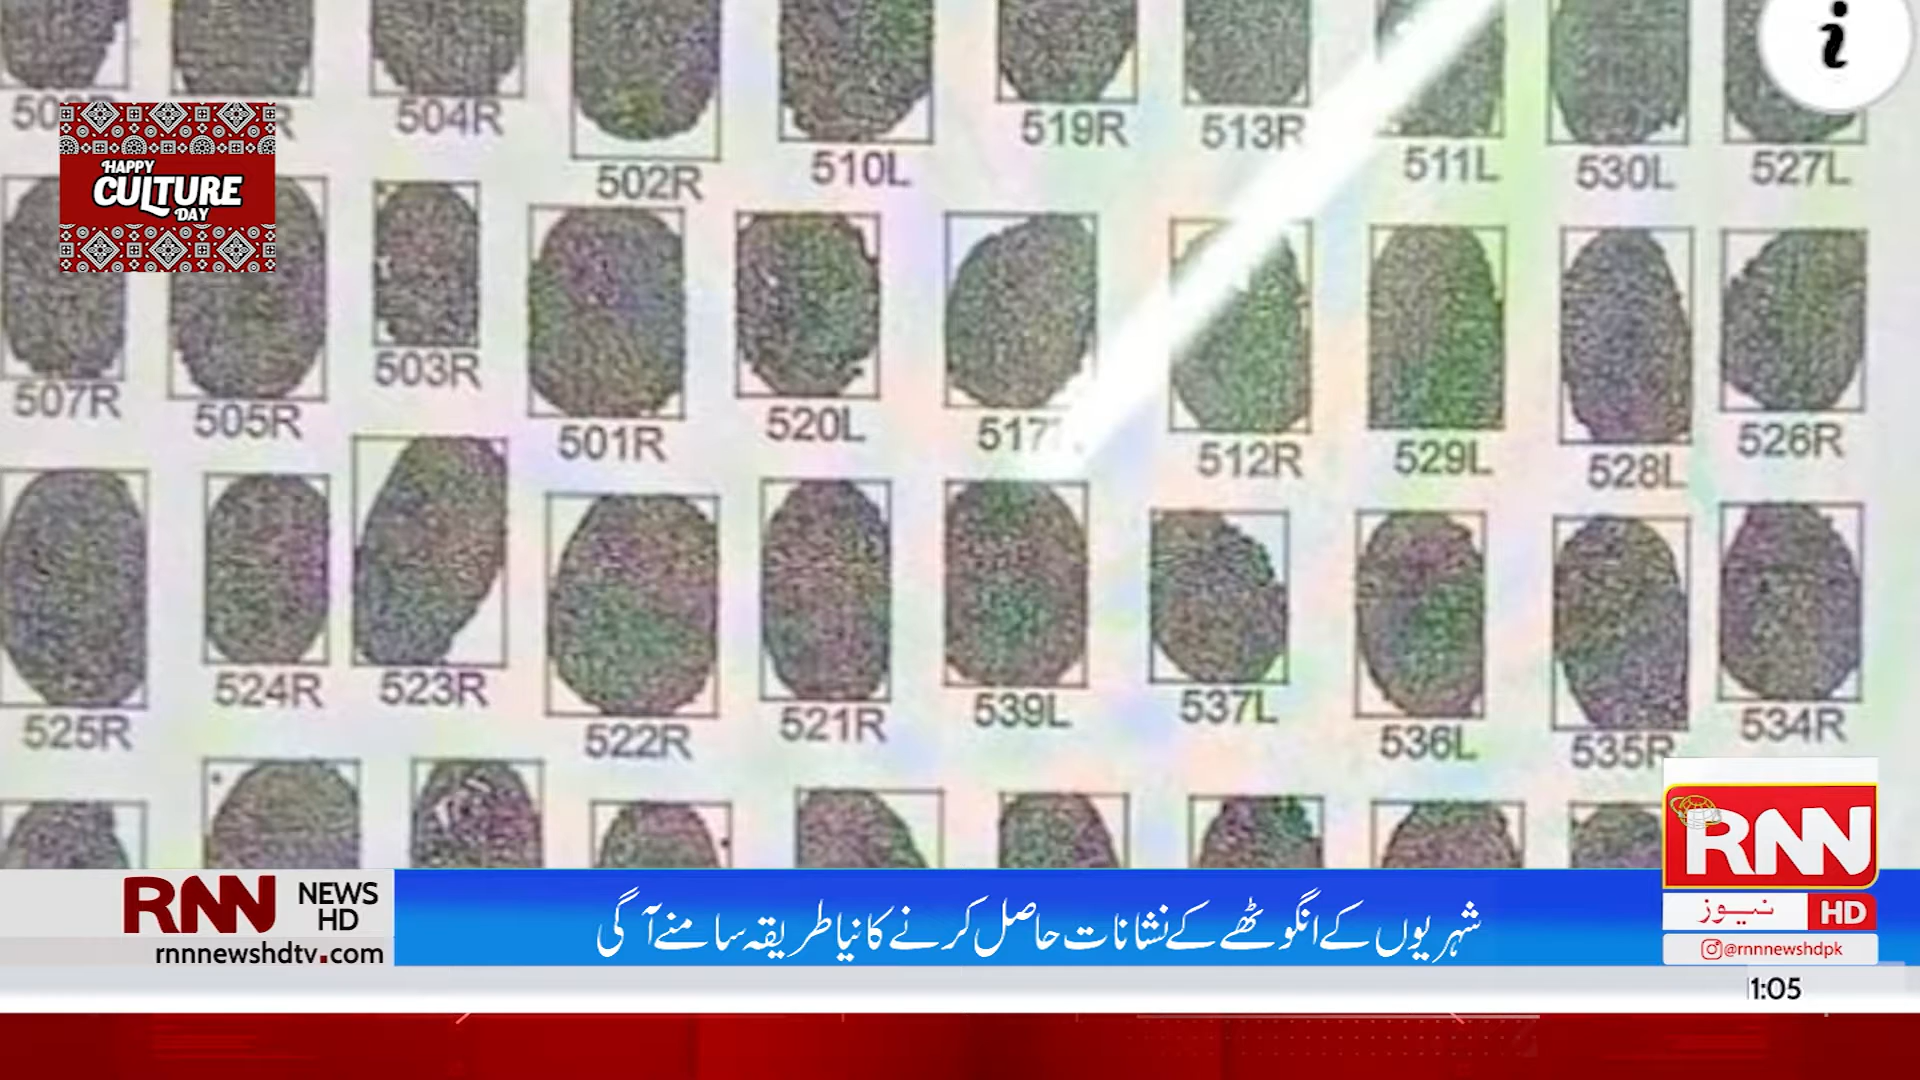 504R
502R
510L
519R
513R
511L
530L
527L
HAPPY
CULTURE
DAY
507R
505R
503R
501R
520L
512R
529L
528L
526R
525R
524R
523R
522R
521R
539L
537L
536L
535R
534R
RNN
نیوز HD
@rnnnewshdpk
RNN NEWS
HD
rnnnewshdtv.com
شہریوں کے انگوٹھے کے نشانات حاصل کرنے کا نیا طریقہ سامنے آ گی
1:05